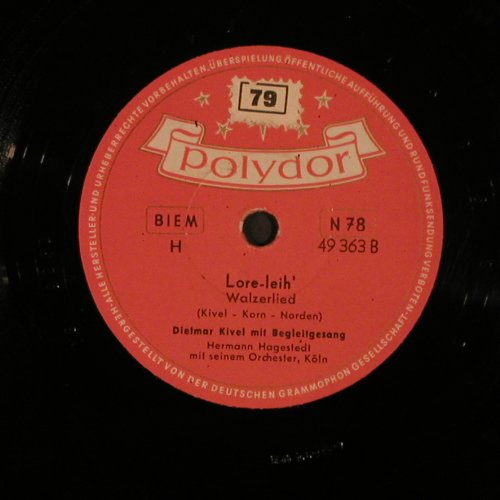 ALLE HERSTELLER- UND URHEBERRECHTE VORBEHALTEN. ÜBERSPIELUNG, ÖFFENTLICHE AUFFÜHRUNG UND RUNDFUNKSENDUNG VERBOTEN.
79
polydor
BIEM N 78
H 49 363 B
Lore-leih'
Walzerlied
(Kivel - Korn - Norden)
Dietmar Kivel mit Begleitgesang
Hermann Hagestedt
mit seinem Orchester, Köln
HERGESTELLT VON DER DEUTSCHEN GRAMMOPHON GESELLSCHAFT